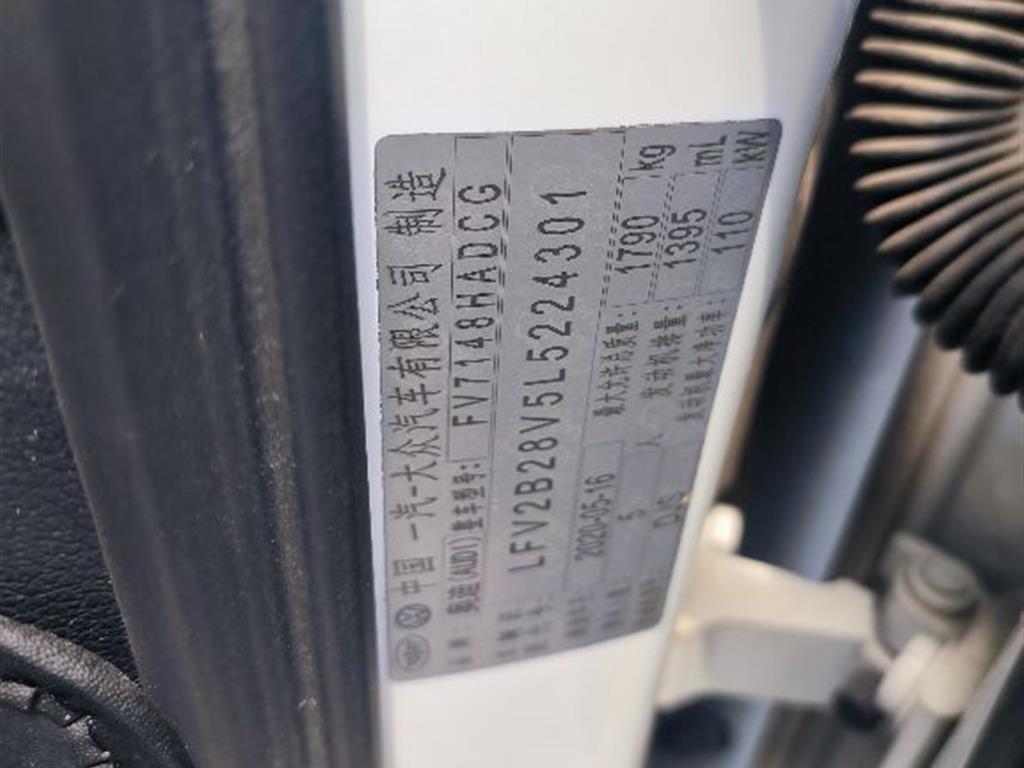 中国 一汽-大众汽车有限公司 制造
品牌: 奥迪(AUDI) 整车型号: FV7148HADCG
LFV2B28V5L5224301
2020-05-16 最大允许总质量: 1790 kg
5 人 发动机排量: 1395 mL
发动机最大净功率: 110 kW